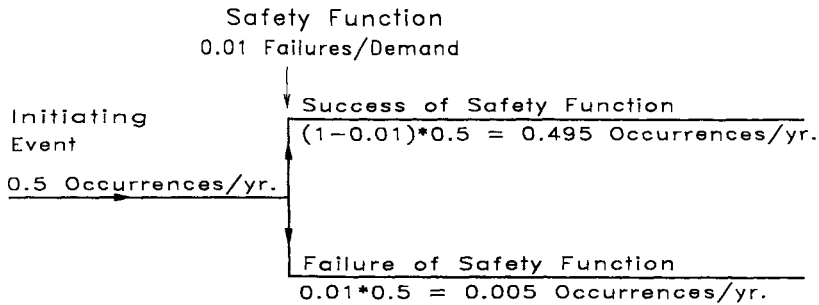 Safety Function
0.01 Failures/Demand
Initiating
Event
0.5 Occurrences/yr.
Success of Safety Function
(1-0.01)*0.5 = 0.495 Occurrences/yr.
Failure of Safety Function
0.01*0.5 = 0.005 Occurrences/yr.